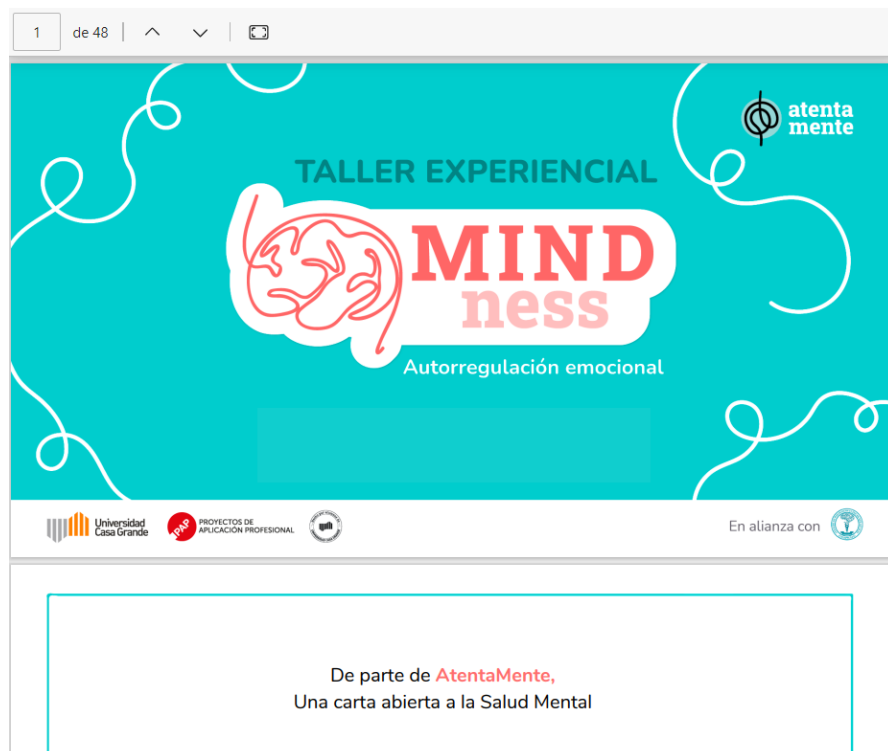 1 de 48
atenta
mente
TALLER EXPERIENCIAL
MIND
ness
Autorregulación emocional
Universidad
Casa Grande
PAP
PROYECTOS DE
APLICACIÓN PROFESIONAL
En alianza con
De parte de AtentaMente,
Una carta abierta a la Salud Mental